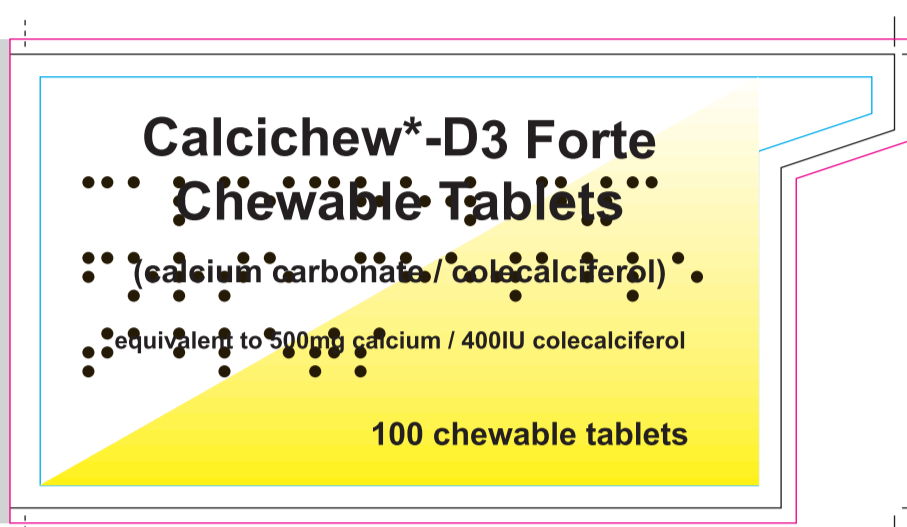 Calcichew*-D3 Forte
Chewable Tablets
(calcium carbonate / colecalciferol)
equivalent to 500mg calcium / 400IU colecalciferol
100 chewable tablets